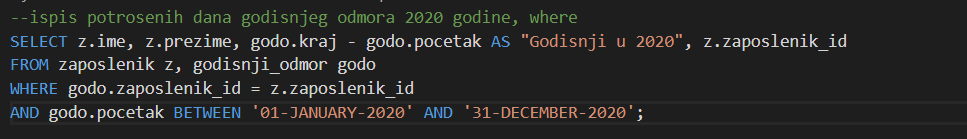 --ispis potrosenih dana godisnjeg odmora 2020 godine, where
SELECT z.ime, z.prezime, godo.kraj - godo.pocetak AS "Godisnji u 2020", z.zaposlenik_id
FROM zaposlenik z, godisnji_odmor godo
WHERE godo.zaposlenik_id = z.zaposlenik_id
AND godo.pocetak BETWEEN '01-JANUARY-2020' AND '31-DECEMBER-2020';